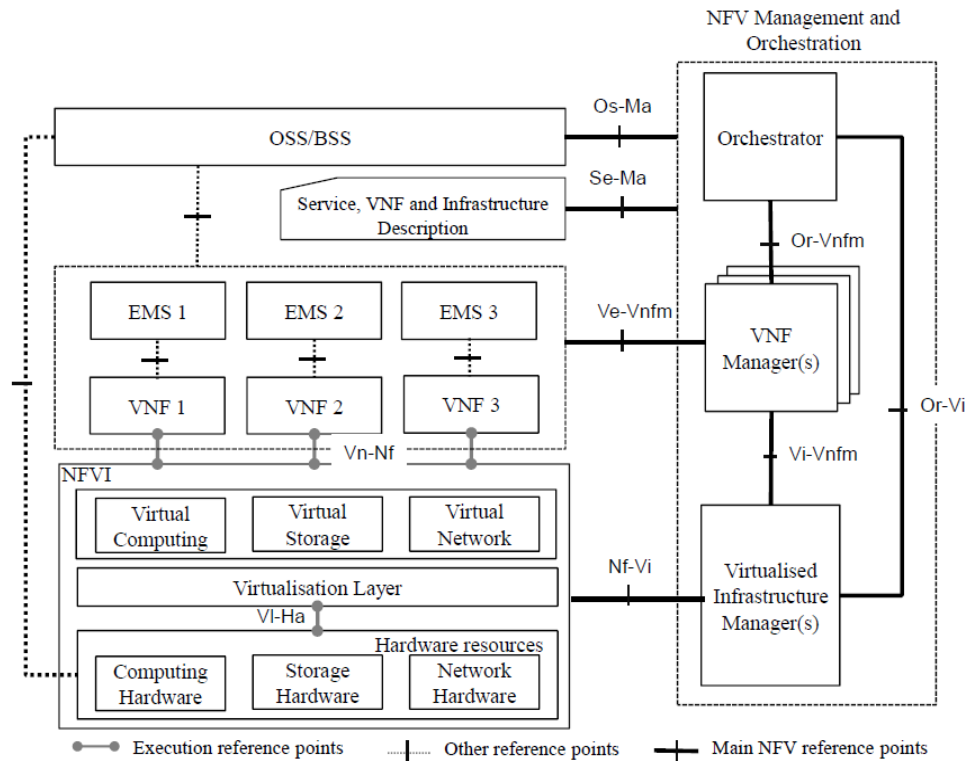 NFV Management and
Orchestration
Os-Ma
OSS/BSS
Orchestrator
Se-Ma
Service, VNF and Infrastructure
Description
Or-Vnfm
EMS 1
EMS 2
EMS 3
Ve-Vnfm
VNF
Manager(s)
VNF 1
VNF 2
VNF 3
Or-Vi
Vn-Nf
Vi-Vnfm
NFVI
Virtual
Computing
Virtual
Storage
Virtual
Network
Nf-Vi
Virtualisation Layer
Virtualised
Infrastructure
Manager(s)
Vl-Ha
Hardware resources
Computing
Hardware
Storage
Hardware
Network
Hardware
Execution reference points
Other reference points
Main NFV reference points